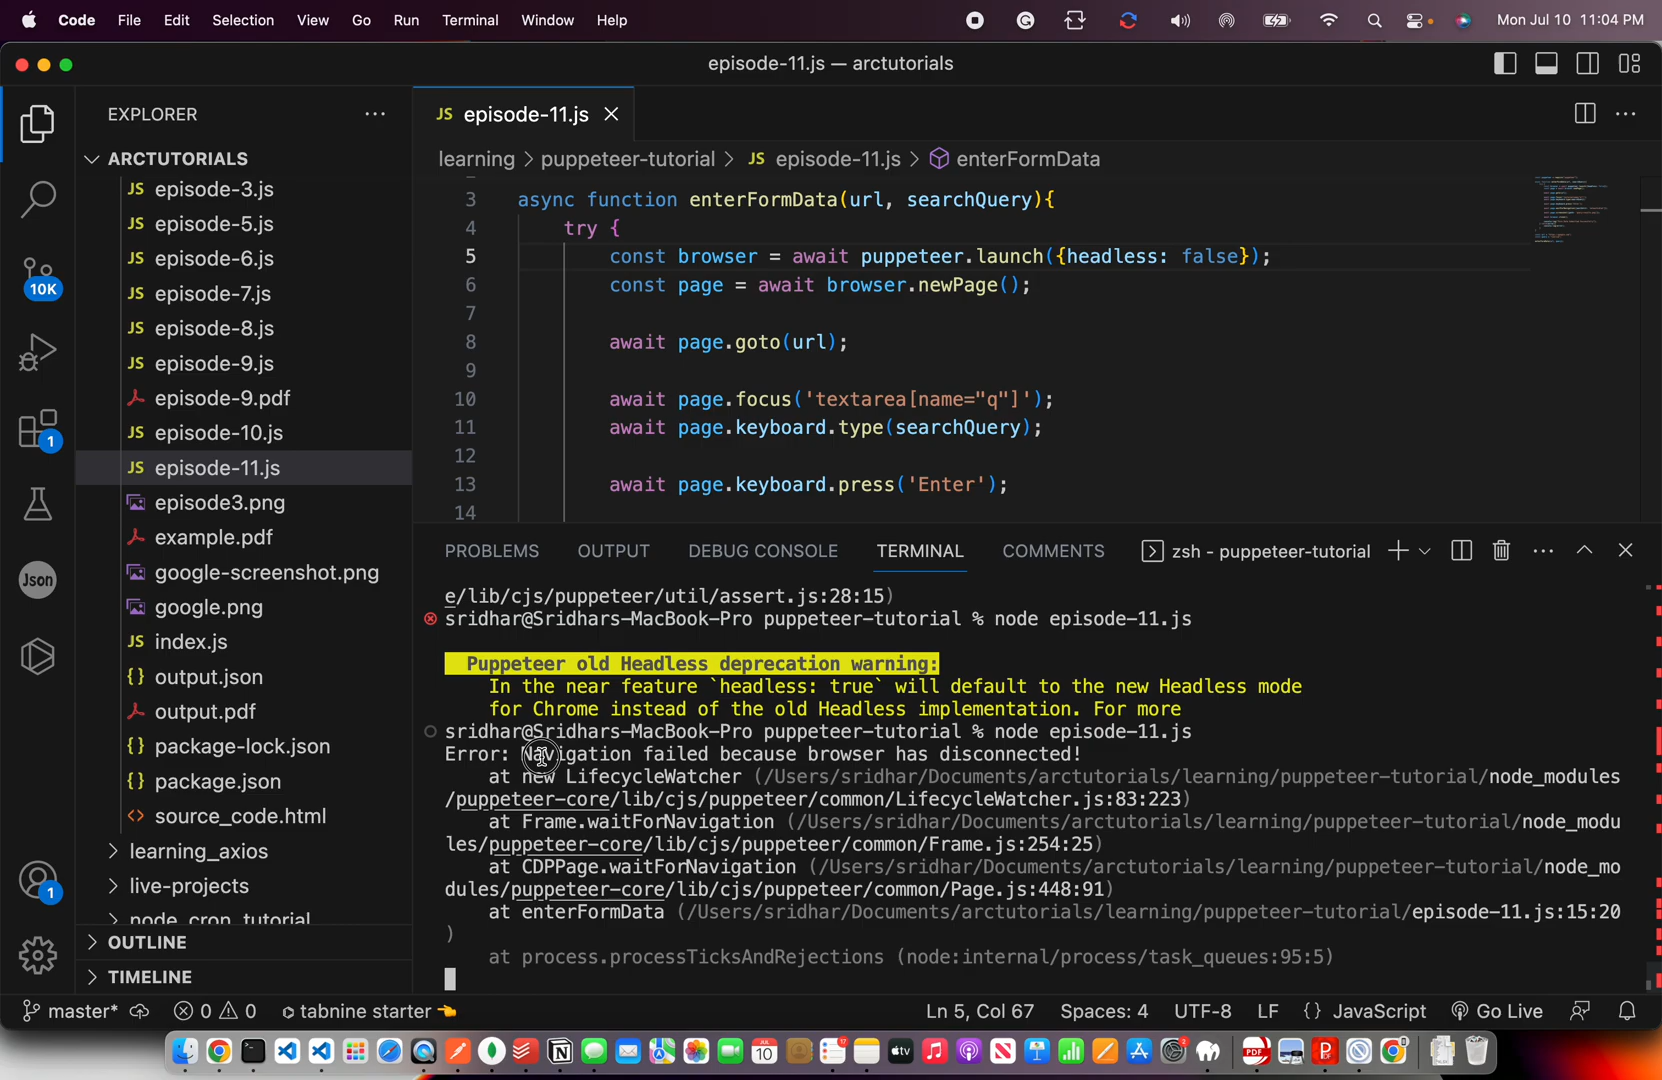 Code File Edit Selection View Go Run Terminal Window Help Mon Jul 10 11:04 PM
episode-11.js — arctutorials
EXPLORER
ARCTUTORIALS
JS episode-3.js
JS episode-5.js
JS episode-6.js
JS episode-7.js
JS episode-8.js
JS episode-9.js
episode-9.pdf
JS episode-10.js
JS episode-11.js
episode3.png
example.pdf
google-screenshot.png
google.png
JS index.js
{} output.json
output.pdf
{} package-lock.json
{} package.json
<> source_code.html
> learning_axios
> live-projects
> node_cron_tutorial
> OUTLINE
> TIMELINE
10K
1
Json
1
JS episode-11.js
learning > puppeteer-tutorial > JS episode-11.js > enterFormData
3 async function enterFormData(url, searchQuery){
4 try {
5 const browser = await puppeteer.launch({headless: false});
6 const page = await browser.newPage();
7
8 await page.goto(url);
9
10 await page.focus('textarea[name="q"]');
11 await page.keyboard.type(searchQuery);
12
13 await page.keyboard.press('Enter');
14
PROBLEMS OUTPUT DEBUG CONSOLE TERMINAL COMMENTS zsh - puppeteer-tutorial
e/lib/cjs/puppeteer/util/assert.js:28:15)
sridhar@Sridhars-MacBook-Pro puppeteer-tutorial % node episode-11.js
Puppeteer old Headless deprecation warning:
In the near feature `headless: true` will default to the new Headless mode
for Chrome instead of the old Headless implementation. For more
sridhar@Sridhars-MacBook-Pro puppeteer-tutorial % node episode-11.js
Error: Navigation failed because browser has disconnected!
at new LifecycleWatcher (/Users/sridhar/Documents/arctutorials/learning/puppeteer-tutorial/node_modules
/puppeteer-core/lib/cjs/puppeteer/common/LifecycleWatcher.js:83:223)
at Frame.waitForNavigation (/Users/sridhar/Documents/arctutorials/learning/puppeteer-tutorial/node_modu
les/puppeteer-core/lib/cjs/puppeteer/common/Frame.js:254:25)
at CDPPage.waitForNavigation (/Users/sridhar/Documents/arctutorials/learning/puppeteer-tutorial/node_mo
dules/puppeteer-core/lib/cjs/puppeteer/common/Page.js:448:91)
at enterFormData (/Users/sridhar/Documents/arctutorials/learning/puppeteer-tutorial/episode-11.js:15:20
)
at process.processTicksAndRejections (node:internal/process/task_queues:95:5)
master* 0 0 tabnine starter Ln 5, Col 67 Spaces: 4 UTF-8 LF {} JavaScript Go Live